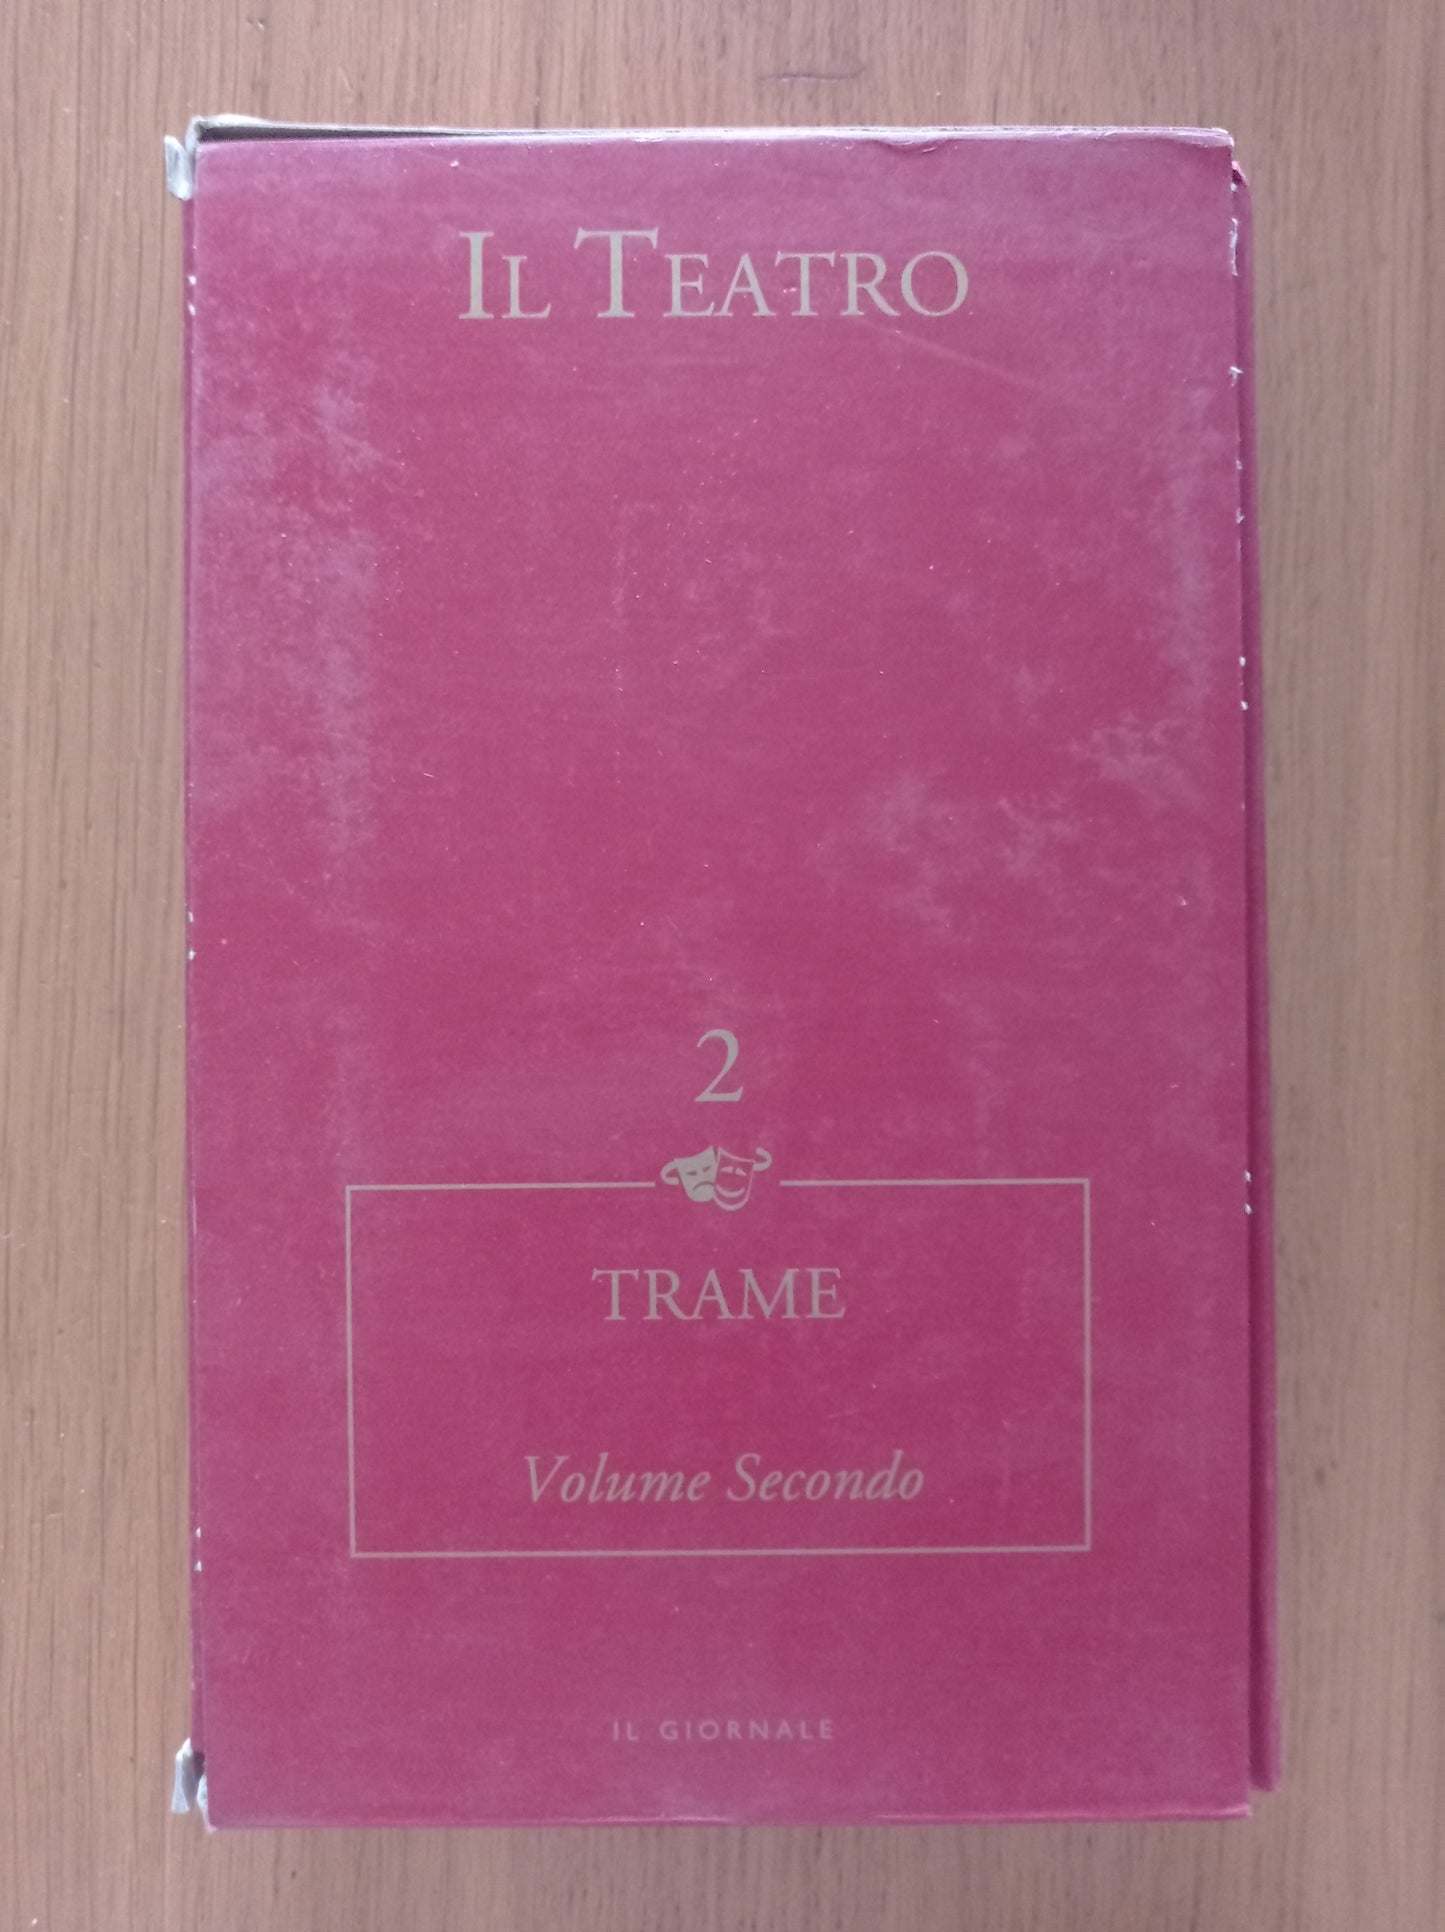 IL TEATRO
2
TRAME
Volume Secondo
IL GIORNALE